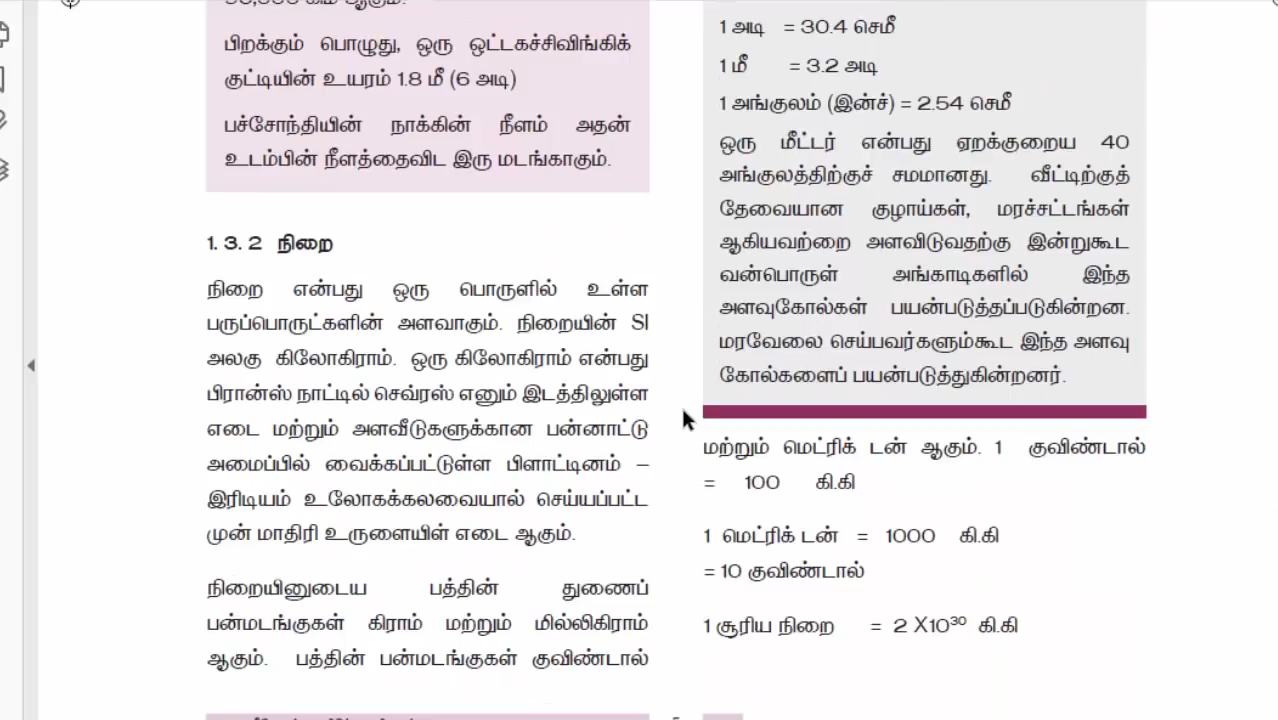 பிறக்கும் பொழுது, ஒரு ஒட்டகச்சிவிங்கிக்
குட்டியின் உயரம் 1.8 மீ (6 அடி)
பச்சோந்தியின் நாக்கின் நீளம் அதன்
உடம்பின் நீளத்தைவிட இரு மடங்காகும்.
1. 3. 2 நிறை
நிறை என்பது ஒரு பொருளில் உள்ள
பருப்பொருட்களின் அளவாகும். நிறையின் SI
அலகு கிலோகிராம். ஒரு கிலோகிராம் என்பது
பிரான்ஸ் நாட்டில் செவ்ரஸ் எனும் இடத்திலுள்ள
எடை மற்றும் அளவீடுகளுக்கான பன்னாட்டு
அமைப்பில் வைக்கப்பட்டுள்ள பிளாட்டினம் –
இரிடியம் உலோகக்கலவையால் செய்யப்பட்ட
முன் மாதிரி உருளையிள் எடை ஆகும்.
நிறையினுடைய பத்தின் துணைப்
பன்மடங்குகள் கிராம் மற்றும் மில்லிகிராம்
ஆகும். பத்தின் பன்மடங்குகள் குவிண்டால்
1 அடி = 30.4 செமீ
1 மீ = 3.2 அடி
1 அங்குலம் (இன்ச்) = 2.54 செமீ
ஒரு மீட்டர் என்பது ஏறக்குறைய 40
அங்குலத்திற்குச் சமமானது. வீட்டிற்குத்
தேவையான குழாய்கள், மரச்சட்டங்கள்
ஆகியவற்றை அளவிடுவதற்கு இன்றுகூட
வன்பொருள் அங்காடிகளில் இந்த
அளவுகோல்கள் பயன்படுத்தப்படுகின்றன.
மரவேலை செய்பவர்களும்கூட இந்த அளவு
கோல்களைப் பயன்படுத்துகின்றனர்.
மற்றும் மெட்ரிக் டன் ஆகும். 1 குவிண்டால்
= 100 கி.கி
1 மெட்ரிக் டன் = 1000 கி.கி
= 10 குவிண்டால்
1 சூரிய நிறை = 2 X10³⁰ கி.கி